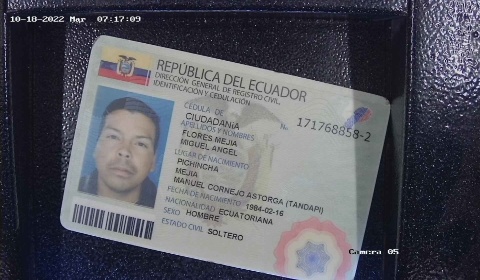 10-18-2022 Mar 07:17:09
REPÚBLICA DEL ECUADOR
DIRECCIÓN GENERAL DE REGISTRO CIVIL,
IDENTIFICACIÓN Y CEDULACIÓN
CÉDULA DE
CIUDADANÍA
No. 171768858-2
APELLIDOS Y NOMBRES
FLORES MEJIA
MIGUEL ANGEL
LUGAR DE NACIMIENTO
PICHINCHA
MEJIA
MANUEL CORNEJO ASTORGA (TANDAPI)
FECHA DE NACIMIENTO 1984-02-16
NACIONALIDAD ECUATORIANA
SEXO HOMBRE
ESTADO CIVIL SOLTERO
Camera 05